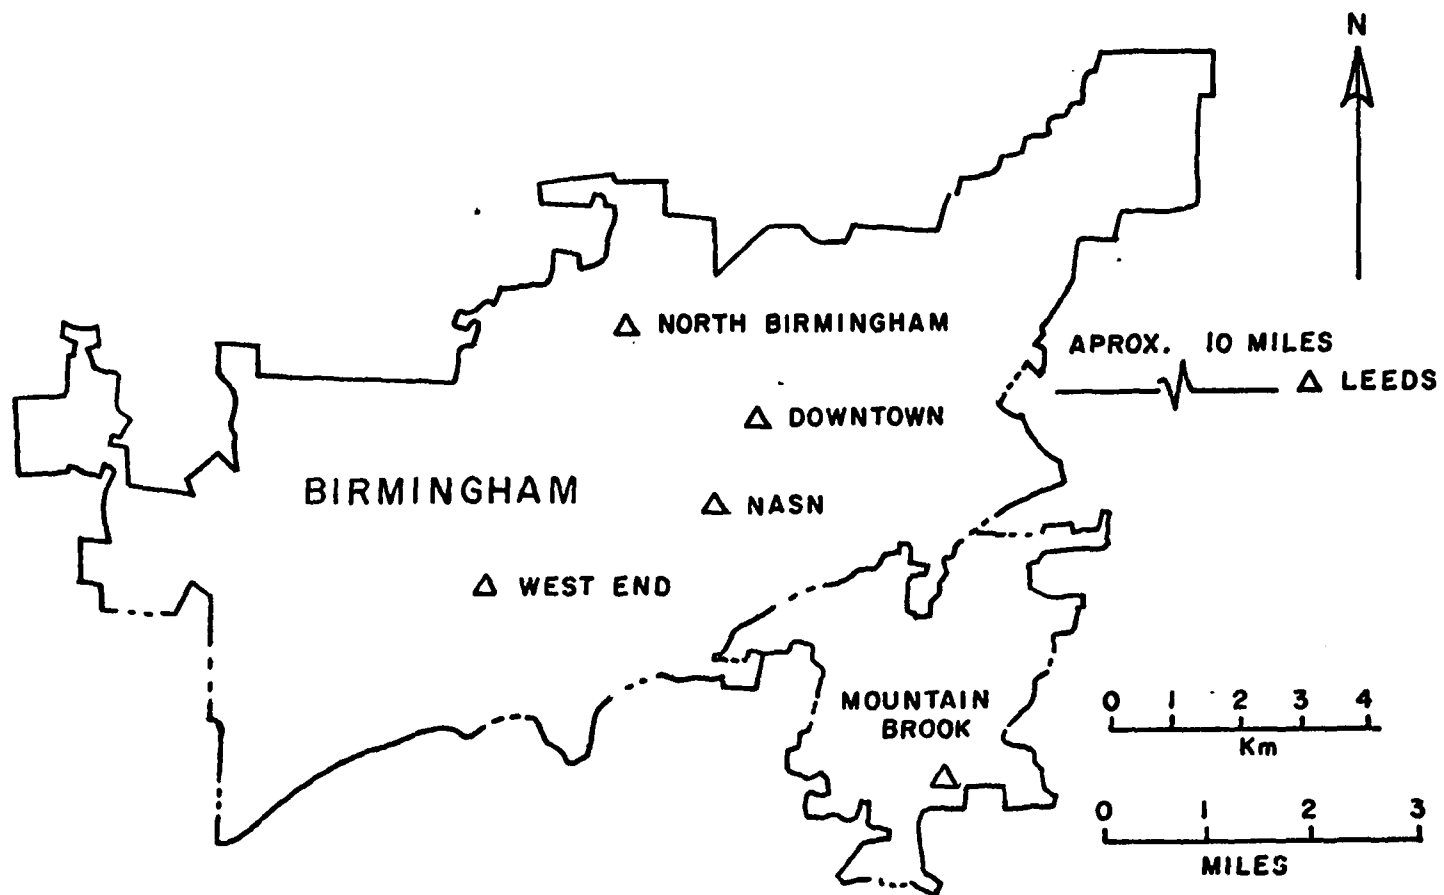 N
NORTH BIRMINGHAM
APROX. 10 MILES
LEEDS
DOWNTOWN
BIRMINGHAM
NASN
WEST END
MOUNTAIN
BROOK
0 1 2 3 4
Km
0 1 2 3
MILES